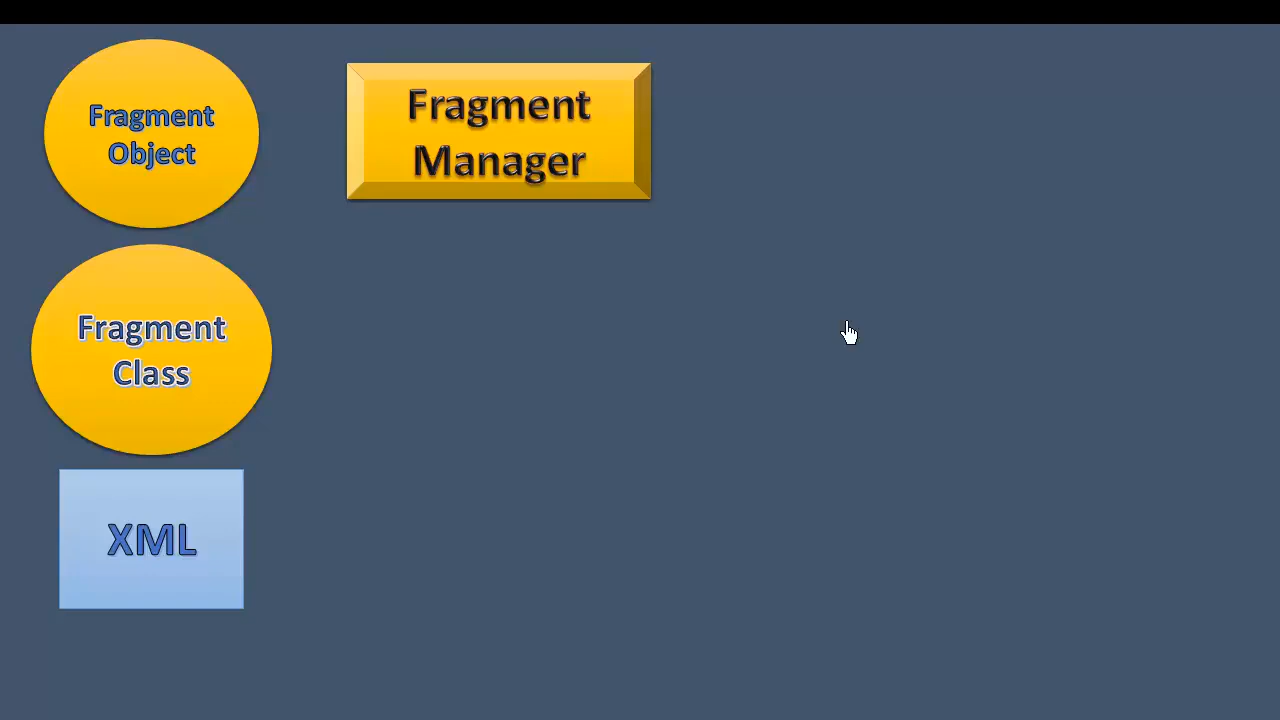 Fragment
Object
Fragment
Manager
Fragment
Class
XML